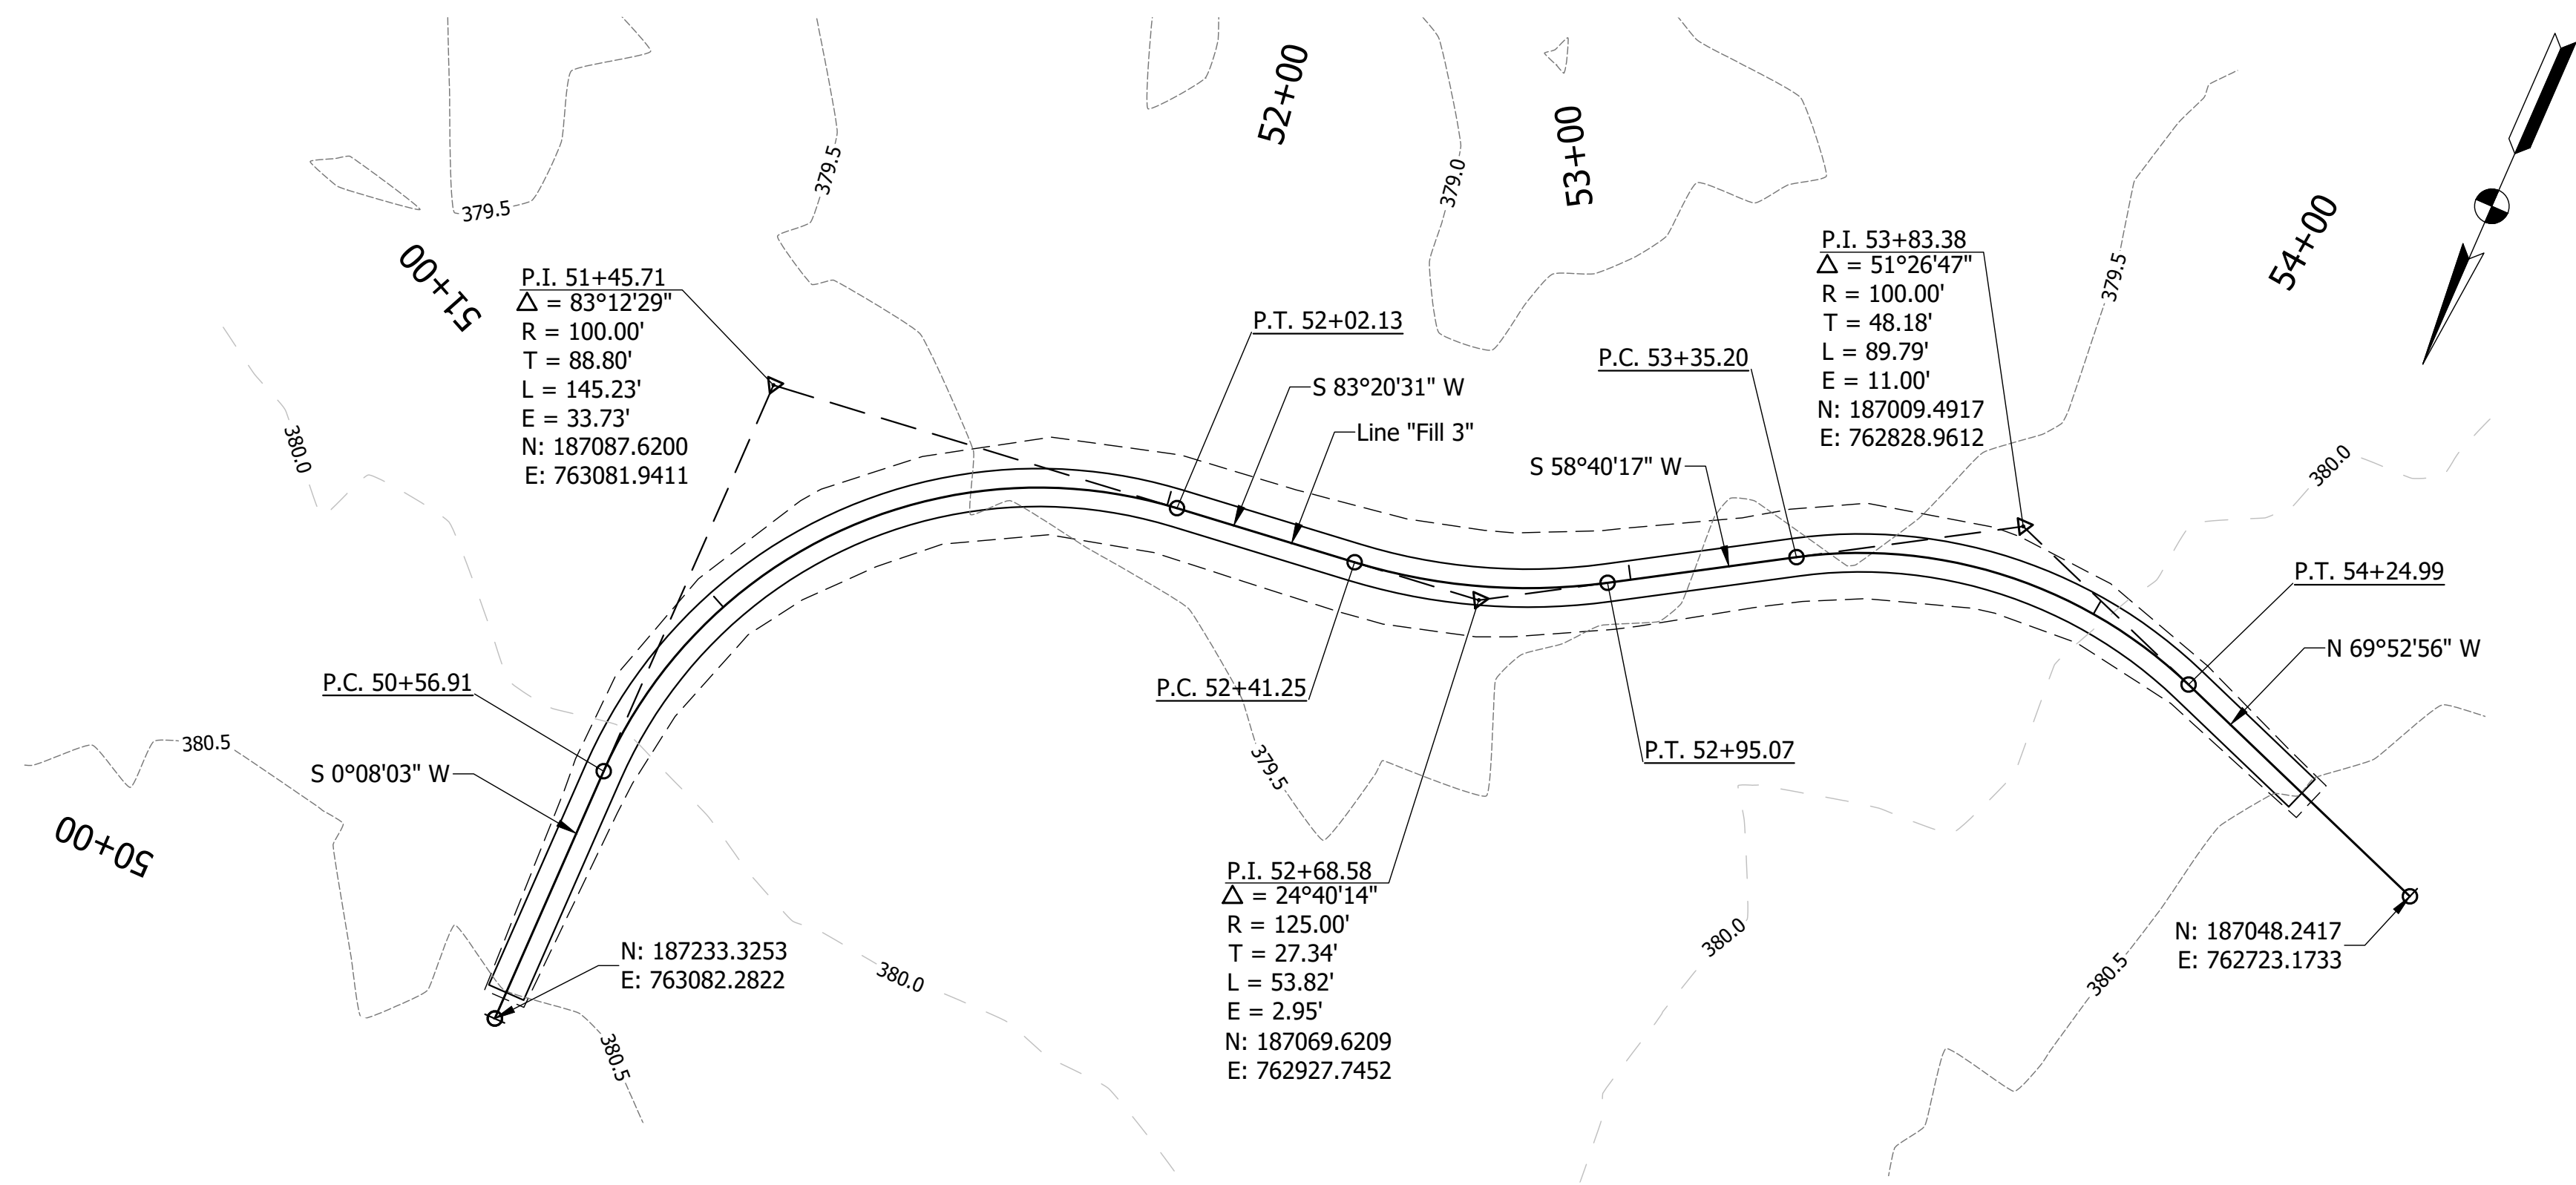 52+00
53+00
379.5
379.5
379.0
54+00
51+00
P.I. 51+45.71
△ = 83°12'29"
R = 100.00'
T = 88.80'
L = 145.23'
E = 33.73'
N: 187087.6200
E: 763081.9411
P.I. 53+83.38
△ = 51°26'47"
R = 100.00'
T = 48.18'
L = 89.79'
E = 11.00'
N: 187009.4917
E: 762828.9612
379.5
P.T. 52+02.13
P.C. 53+35.20
S 83°20'31" W
Line "Fill 3"
S 58°40'17" W
380.0
380.0
P.T. 54+24.99
N 69°52'56" W
P.C. 50+56.91
P.C. 52+41.25
380.5
S 0°08'03" W
379.5
P.T. 52+95.07
50+00
P.I. 52+68.58
△ = 24°40'14"
R = 125.00'
T = 27.34'
L = 53.82'
E = 2.95'
N: 187069.6209
E: 762927.7452
N: 187233.3253
E: 763082.2822
380.0
380.0
N: 187048.2417
E: 762723.1733
380.5
380.5